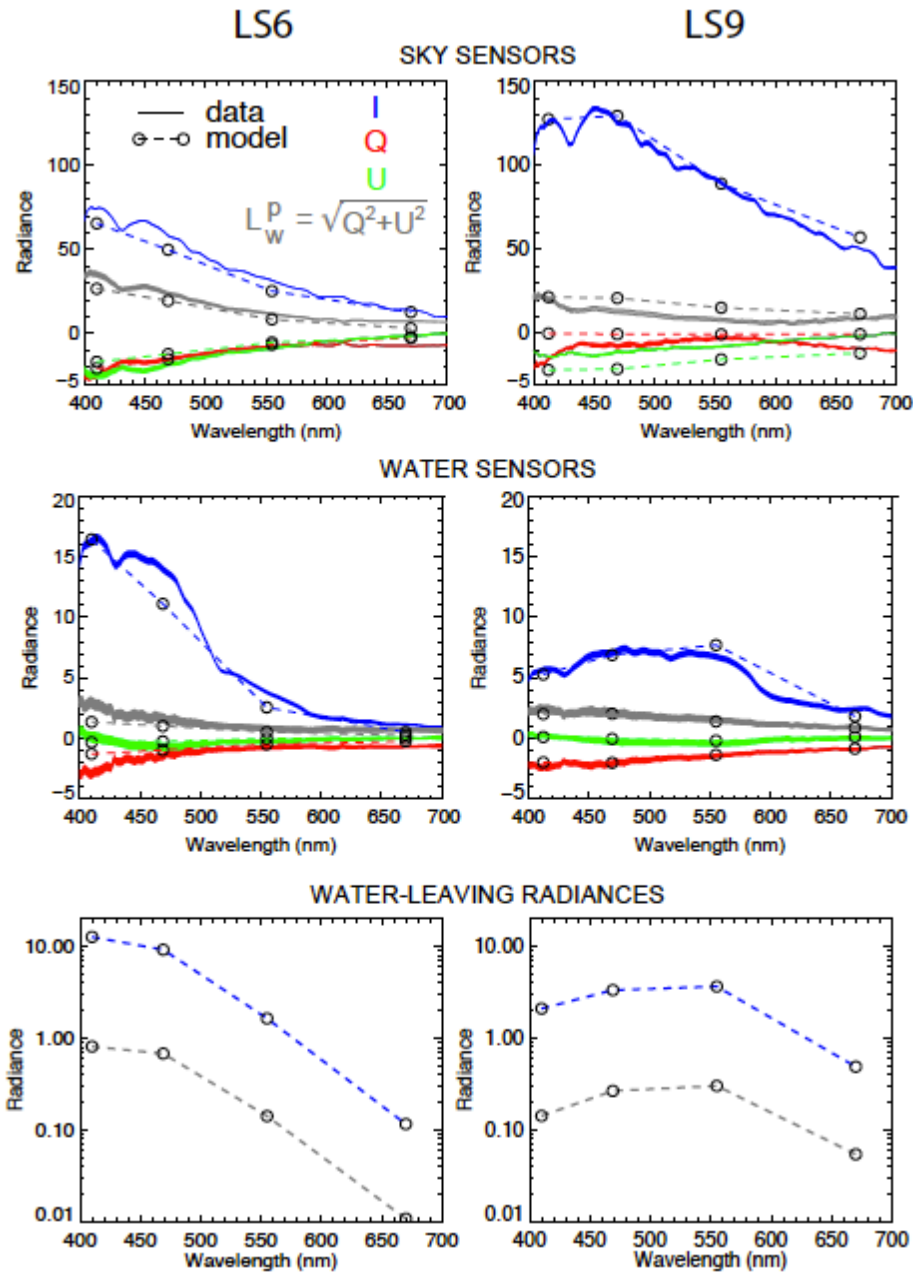 LS6 LS9
SKY SENSORS
150
100
50
0
−5
Radiance
data
model
I
Q
U
L_w^p = √Q²+U²
400 450 500 550 600 650 700
Wavelength (nm)
150
100
50
0
−5
Radiance
400 450 500 550 600 650 700
Wavelength (nm)
WATER SENSORS
20
15
10
5
0
−5
Radiance
400 450 500 550 600 650 700
Wavelength (nm)
20
15
10
5
0
−5
Radiance
400 450 500 550 600 650 700
Wavelength (nm)
WATER-LEAVING RADIANCES
10.00
1.00
0.10
0.01
Radiance
400 450 500 550 600 650 700
Wavelength (nm)
10.00
1.00
0.10
0.01
Radiance
400 450 500 550 600 650 700
Wavelength (nm)